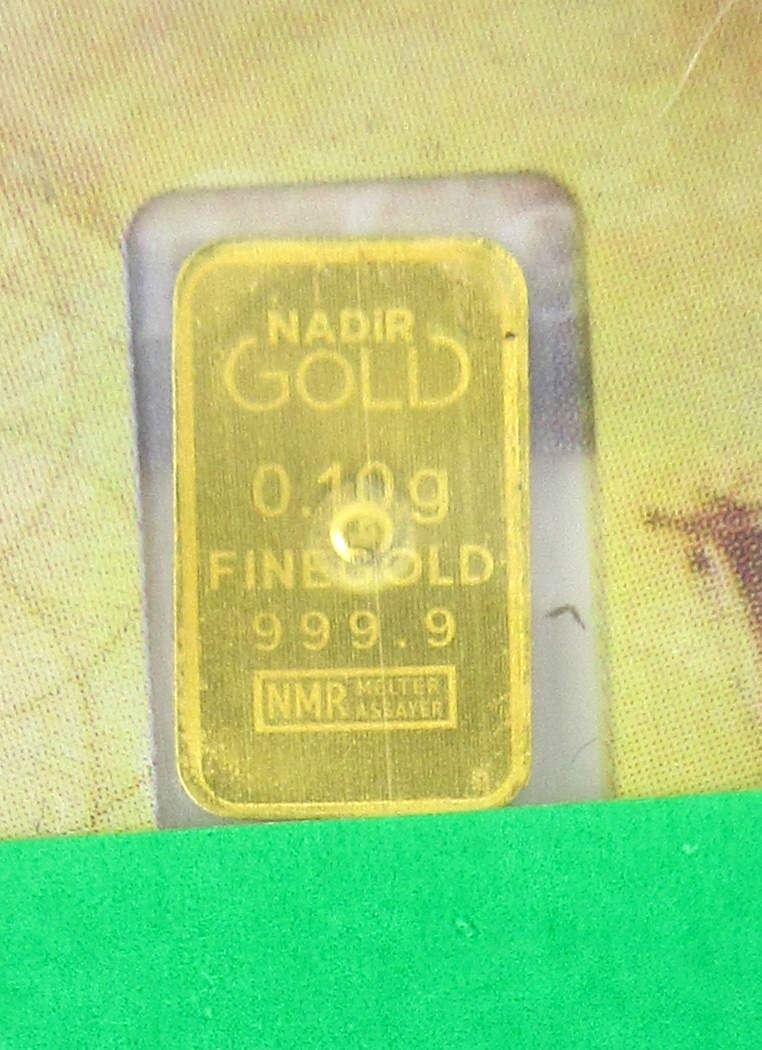 NADIR
GOLD
0.10g
FINE GOLD
999.9
NMR MELTER
ASSAYER